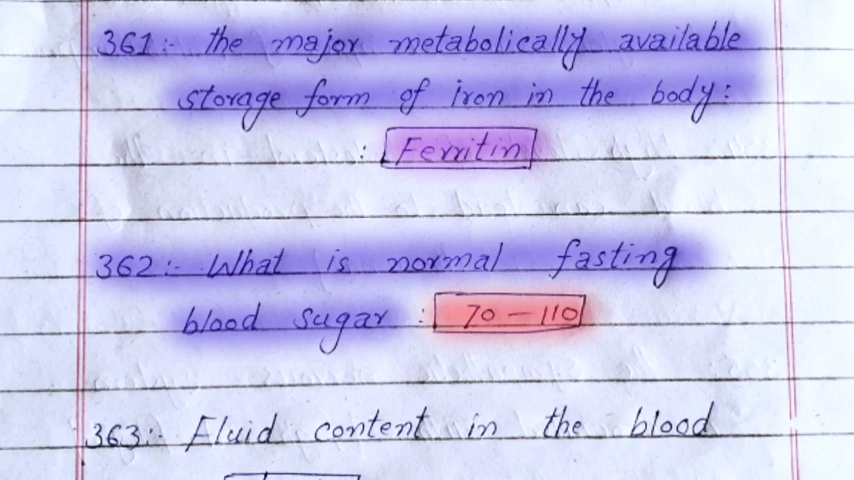 361:- the major metabolically available
storage form of iron in the body:
: Ferritin
362:- What is normal fasting
blood sugar : 70 - 110
363:- Fluid content in the blood